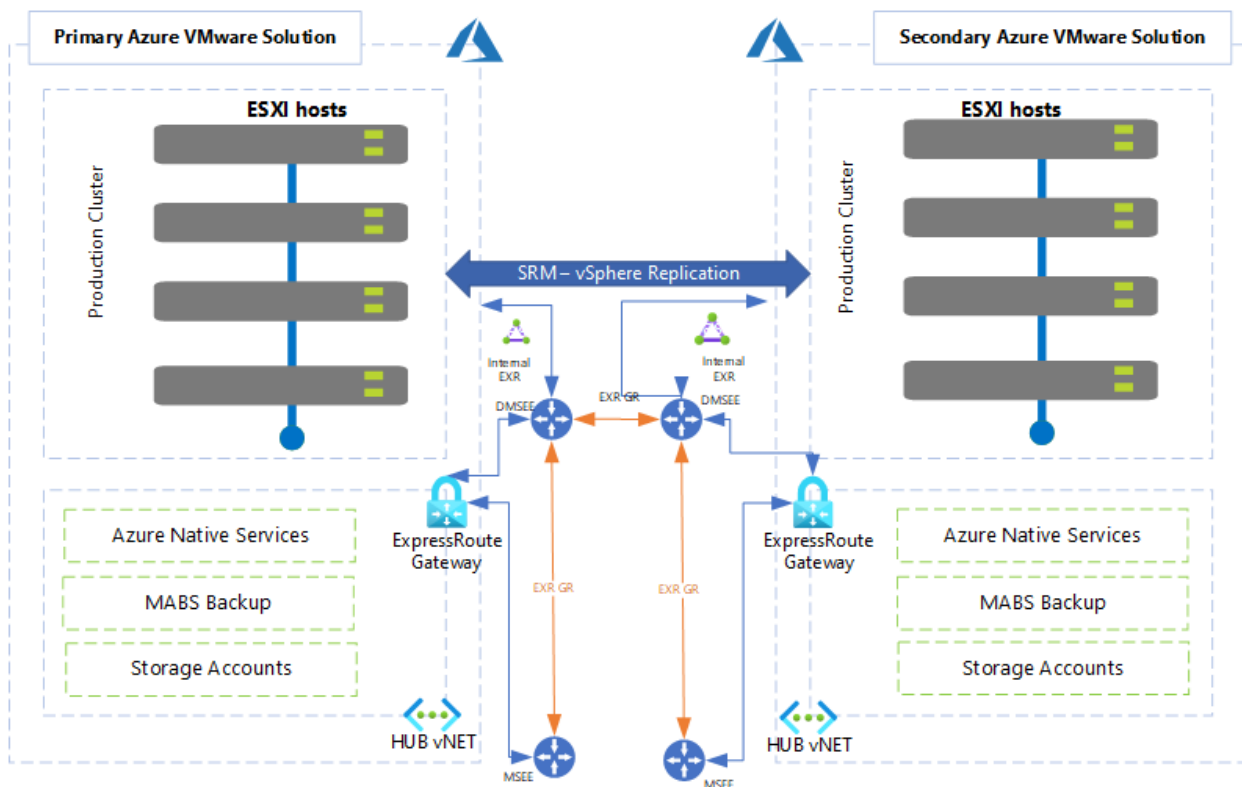 Primary Azure VMware Solution
Secondary Azure VMware Solution
ESXI hosts
ESXI hosts
Production Cluster
Production Cluster
SRM – vSphere Replication
Internal
EXR
Internal
EXR
DMSEE
EXR GR
DMSEE
ExpressRoute
Gateway
ExpressRoute
Gateway
Azure Native Services
MABS Backup
Storage Accounts
Azure Native Services
MABS Backup
Storage Accounts
EXR GR
EXR GR
HUB vNET
HUB vNET
MSEE
MSEE